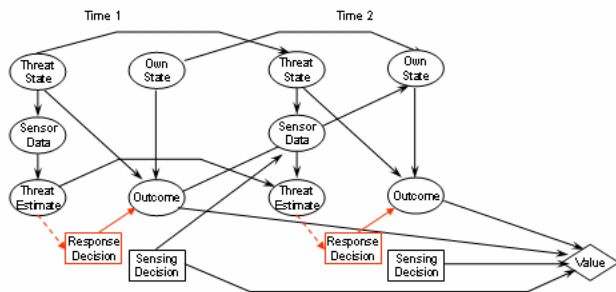 Time 1
Time 2
Threat
State
Own
State
Threat
State
Own
State
Sensor
Data
Sensor
Data
Threat
Estimate
Outcome
Threat
Estimate
Outcome
Response
Decision
Sensing
Decision
Response
Decision
Sensing
Decision
Value